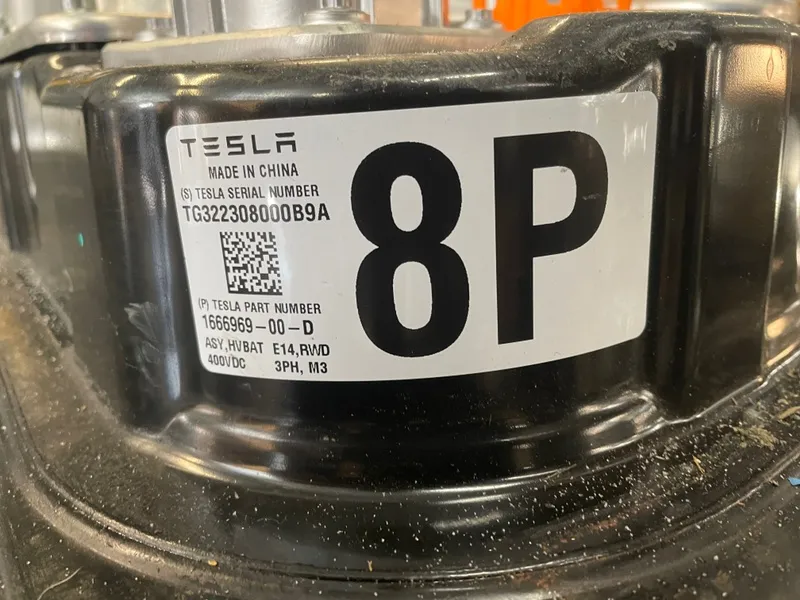 TESLA
MADE IN CHINA
(S) TESLA SERIAL NUMBER
TG322308000B9A
(P) TESLA PART NUMBER
1666969-00-D
ASY,HVBAT E14,RWD
400VDC 3PH, M3
8P